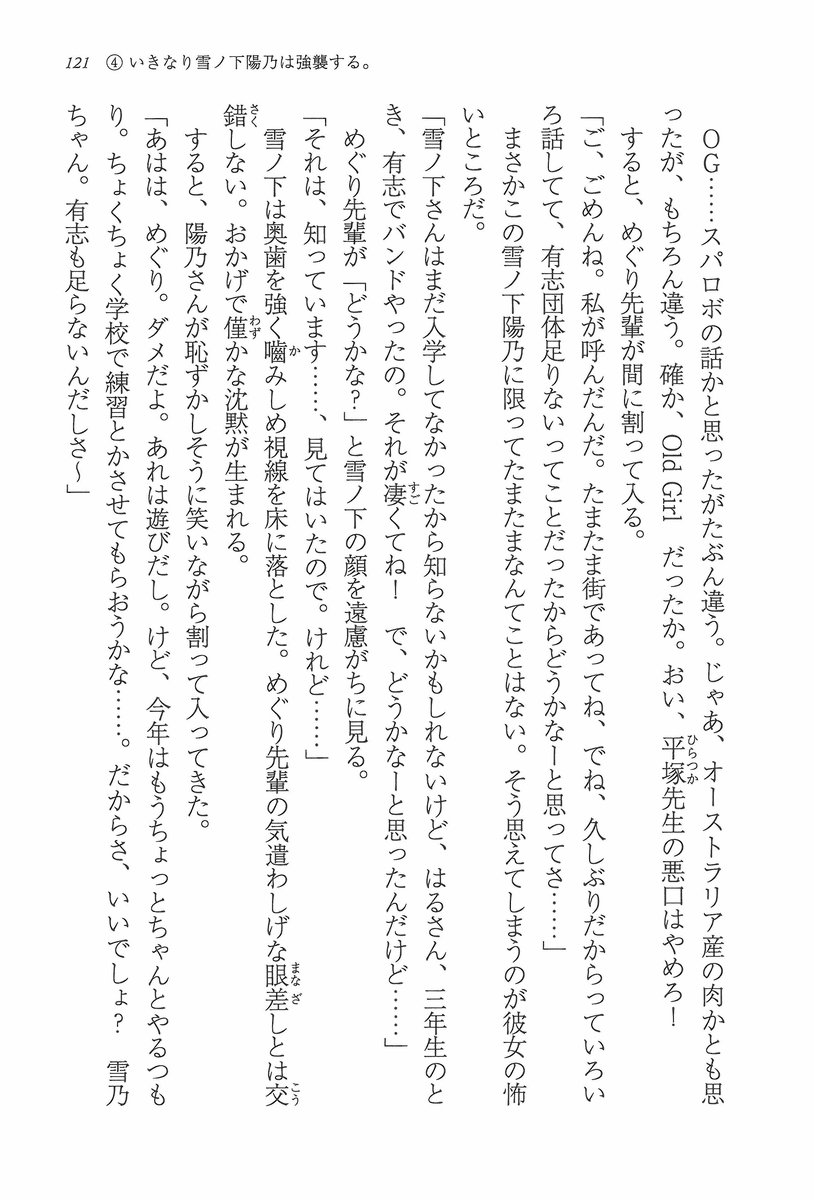 121 ④ いきなり雪ノ下陽乃は強襲する。
OG……スパロボの話かと思ったがたぶん違う。じゃあ、オーストラリア産の肉かとも思
ったが、もちろん違う。確か、Old Girl だったか。おい、平塚先生の悪口はやめろ！
すると、めぐり先輩が間に割って入る。
「ご、ごめんね。私が呼んだんだ。たまたま街であってね、でね、久しぶりだからっていろい
ろ話してて、有志団体足りないってことだったからどうかなーと思ってさ……」
まさかこの雪ノ下陽乃に限ってたまたまなんてことはない。そう思えてしまうのが彼女の怖
いところだ。
「雪ノ下さんはまだ入学してなかったから知らないかもしれないけど、はるさん、三年生のと
き、有志でバンドやったの。それが凄くてね！ で、どうかなーと思ったんだけど……」
めぐり先輩が「どうかな？」と雪ノ下の顔を遠慮がちに見る。
「それは、知っています……、見てはいたので。けれど……」
雪ノ下は奥歯を強く嚙みしめ視線を床に落とした。めぐり先輩の気遣わしげな眼差しとは交
錯しない。おかげで僅かな沈黙が生まれる。
すると、陽乃さんが恥ずかしそうに笑いながら割って入ってきた。
「あはは、めぐり。ダメだよ。あれは遊びだし。けど、今年はもうちょっとちゃんとやるつも
り。ちょくちょく学校で練習とかさせてもらおうかな……。だからさ、いいでしょ？ 雪乃
ちゃん。有志も足らないんだしさ～」